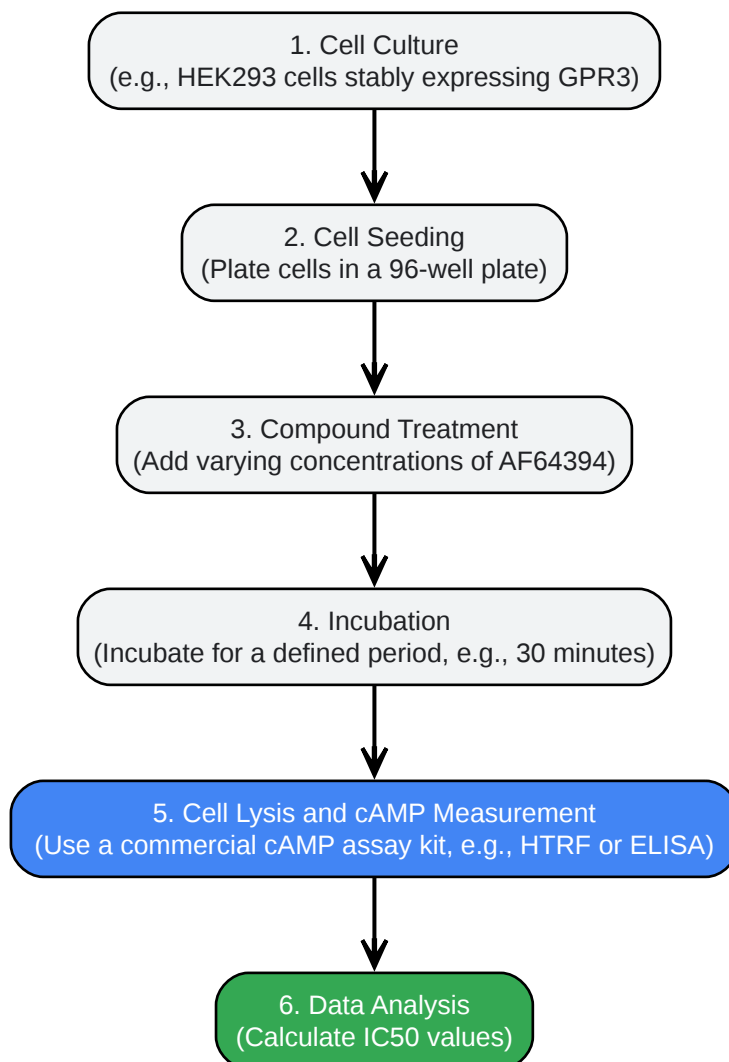 1. Cell Culture
(e.g., HEK293 cells stably expressing GPR3)
2. Cell Seeding
(Plate cells in a 96-well plate)
3. Compound Treatment
(Add varying concentrations of AF64394)
4. Incubation
(Incubate for a defined period, e.g., 30 minutes)
5. Cell Lysis and cAMP Measurement
(Use a commercial cAMP assay kit, e.g., HTRF or ELISA)
6. Data Analysis
(Calculate IC50 values)